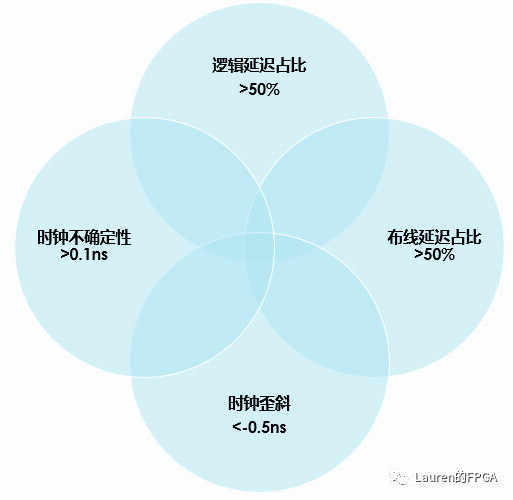 逻辑延迟占比
>50%
时钟不确定性
>0.1ns
布线延迟占比
>50%
时钟歪斜
<-0.5ns
Lauren的FPGA